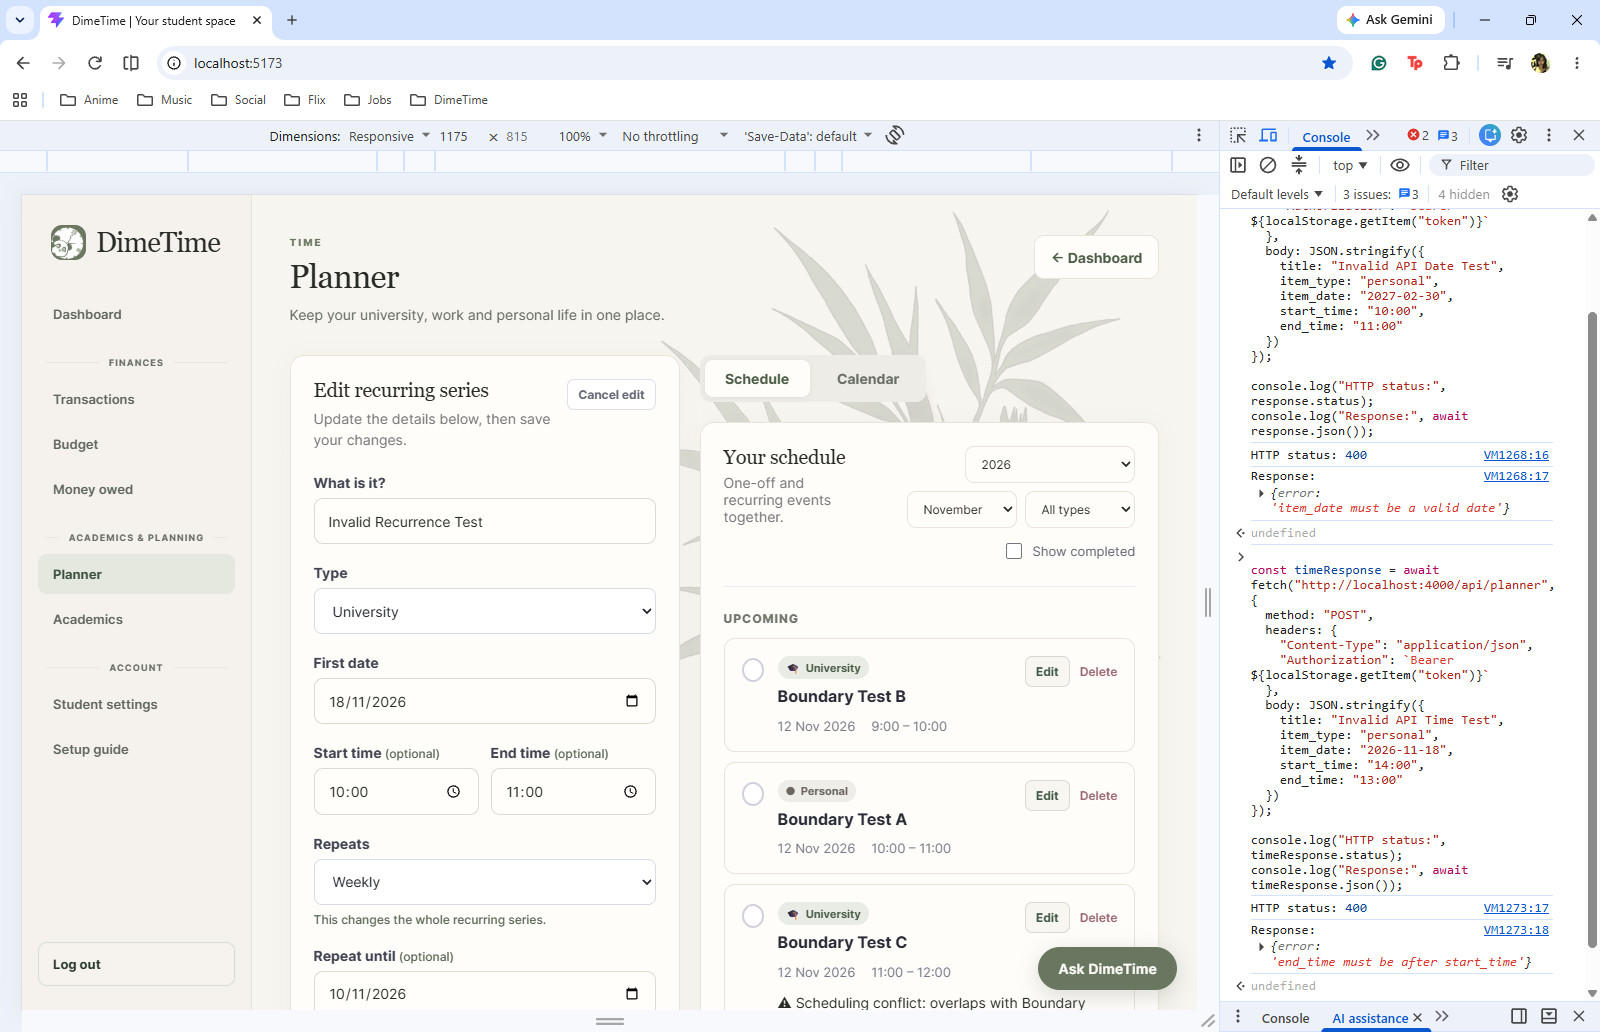 DimeTime | Your student space
Ask Gemini
localhost:5173
Anime
Music
Social
Flix
Jobs
DimeTime
Dimensions: Responsive 1175 × 815 100% No throttling 'Save-Data': default
DimeTime
Dashboard
FINANCES
Transactions
Budget
Money owed
ACADEMICS & PLANNING
Planner
Academics
ACCOUNT
Student settings
Setup guide
Log out
TIME
Planner
Keep your university, work and personal life in one place.
← Dashboard
Edit recurring series
Cancel edit
Update the details below, then save
your changes.
What is it?
Invalid Recurrence Test
Type
University
First date
18/11/2026
Start time (optional)
End time (optional)
10:00
11:00
Repeats
Weekly
This changes the whole recurring series.
Repeat until (optional)
10/11/2026
Schedule
Calendar
Your schedule
One-off and
recurring events
together.
2026
November
All types
Show completed
UPCOMING
University
Boundary Test B
12 Nov 2026 9:00 – 10:00
Edit
Delete
Personal
Boundary Test A
12 Nov 2026 10:00 – 11:00
Edit
Delete
University
Boundary Test C
12 Nov 2026 11:00 – 12:00
Edit
Delete
⚠ Scheduling conflict: overlaps with Boundary
Ask DimeTime
Console
2
3
top
Filter
Default levels
3 issues: 3
4 hidden
${localStorage.getItem("token")}`
},
body: JSON.stringify({
title: "Invalid API Date Test",
item_type: "personal",
item_date: "2027-02-30",
start_time: "10:00",
end_time: "11:00"
})
});
console.log("HTTP status:",
response.status);
console.log("Response:", await
response.json());
HTTP status: 400 VM1268:16
Response: VM1268:17
{error:
'item_date must be a valid date'}
undefined
const timeResponse = await
fetch("http://localhost:4000/api/planner",
{
method: "POST",
headers: {
"Content-Type": "application/json",
"Authorization": `Bearer
${localStorage.getItem("token")}`
},
body: JSON.stringify({
title: "Invalid API Time Test",
item_type: "personal",
item_date: "2026-11-18",
start_time: "14:00",
end_time: "13:00"
})
});
console.log("HTTP status:",
timeResponse.status);
console.log("Response:", await
timeResponse.json());
HTTP status: 400 VM1273:17
Response: VM1273:18
{error:
'end_time must be after start_time'}
undefined
Console
AI assistance